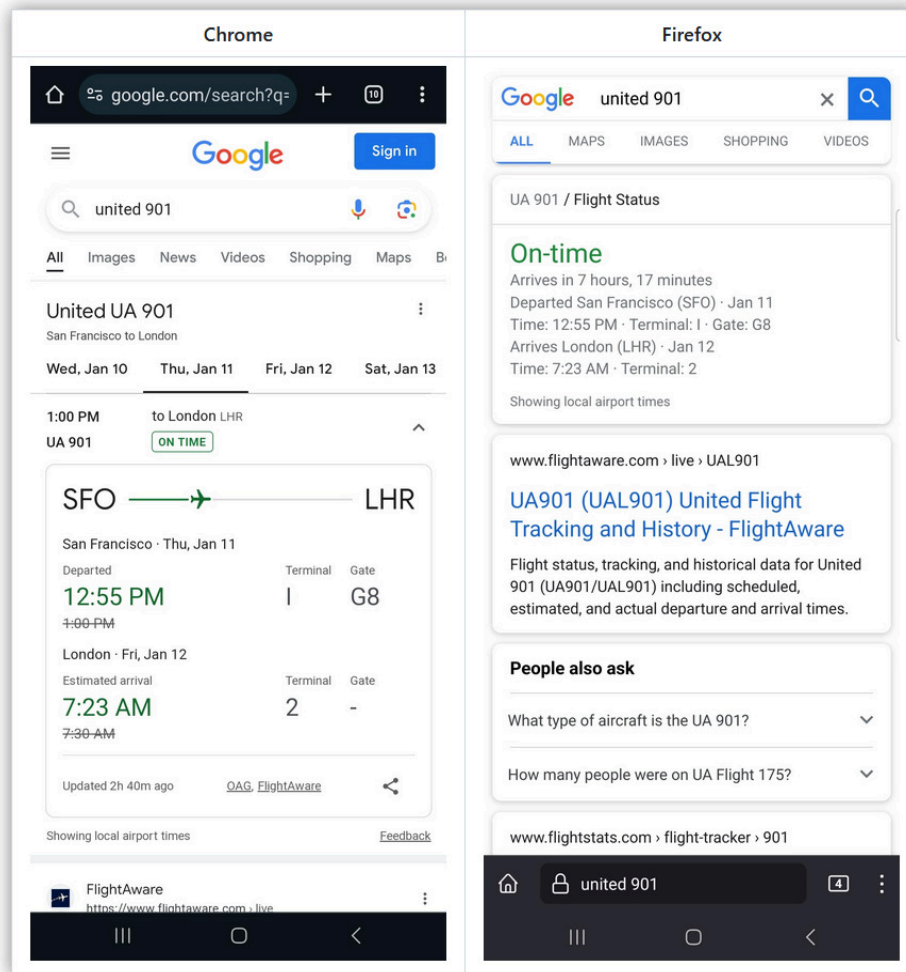 Chrome
Firefox
google.com/search?q=
10
Google
Sign in
united 901
All Images News Videos Shopping Maps
United UA 901
San Francisco to London
Wed, Jan 10 Thu, Jan 11 Fri, Jan 12 Sat, Jan 13
1:00 PM to London LHR
UA 901 ON TIME
SFO LHR
San Francisco · Thu, Jan 11
Departed Terminal Gate
12:55 PM I G8
1:00 PM
London · Fri, Jan 12
Estimated arrival Terminal Gate
7:23 AM 2 -
7:30 AM
Updated 2h 40m ago OAG, FlightAware
Showing local airport times Feedback
FlightAware
https://www.flightaware.com › live
Google united 901
ALL MAPS IMAGES SHOPPING VIDEOS
UA 901 / Flight Status
On-time
Arrives in 7 hours, 17 minutes
Departed San Francisco (SFO) · Jan 11
Time: 12:55 PM · Terminal: I · Gate: G8
Arrives London (LHR) · Jan 12
Time: 7:23 AM · Terminal: 2
Showing local airport times
www.flightaware.com › live › UAL901
UA901 (UAL901) United Flight
Tracking and History - FlightAware
Flight status, tracking, and historical data for United
901 (UA901/UAL901) including scheduled,
estimated, and actual departure and arrival times.
People also ask
What type of aircraft is the UA 901?
How many people were on UA Flight 175?
www.flightstats.com › flight-tracker › 901
united 901 4